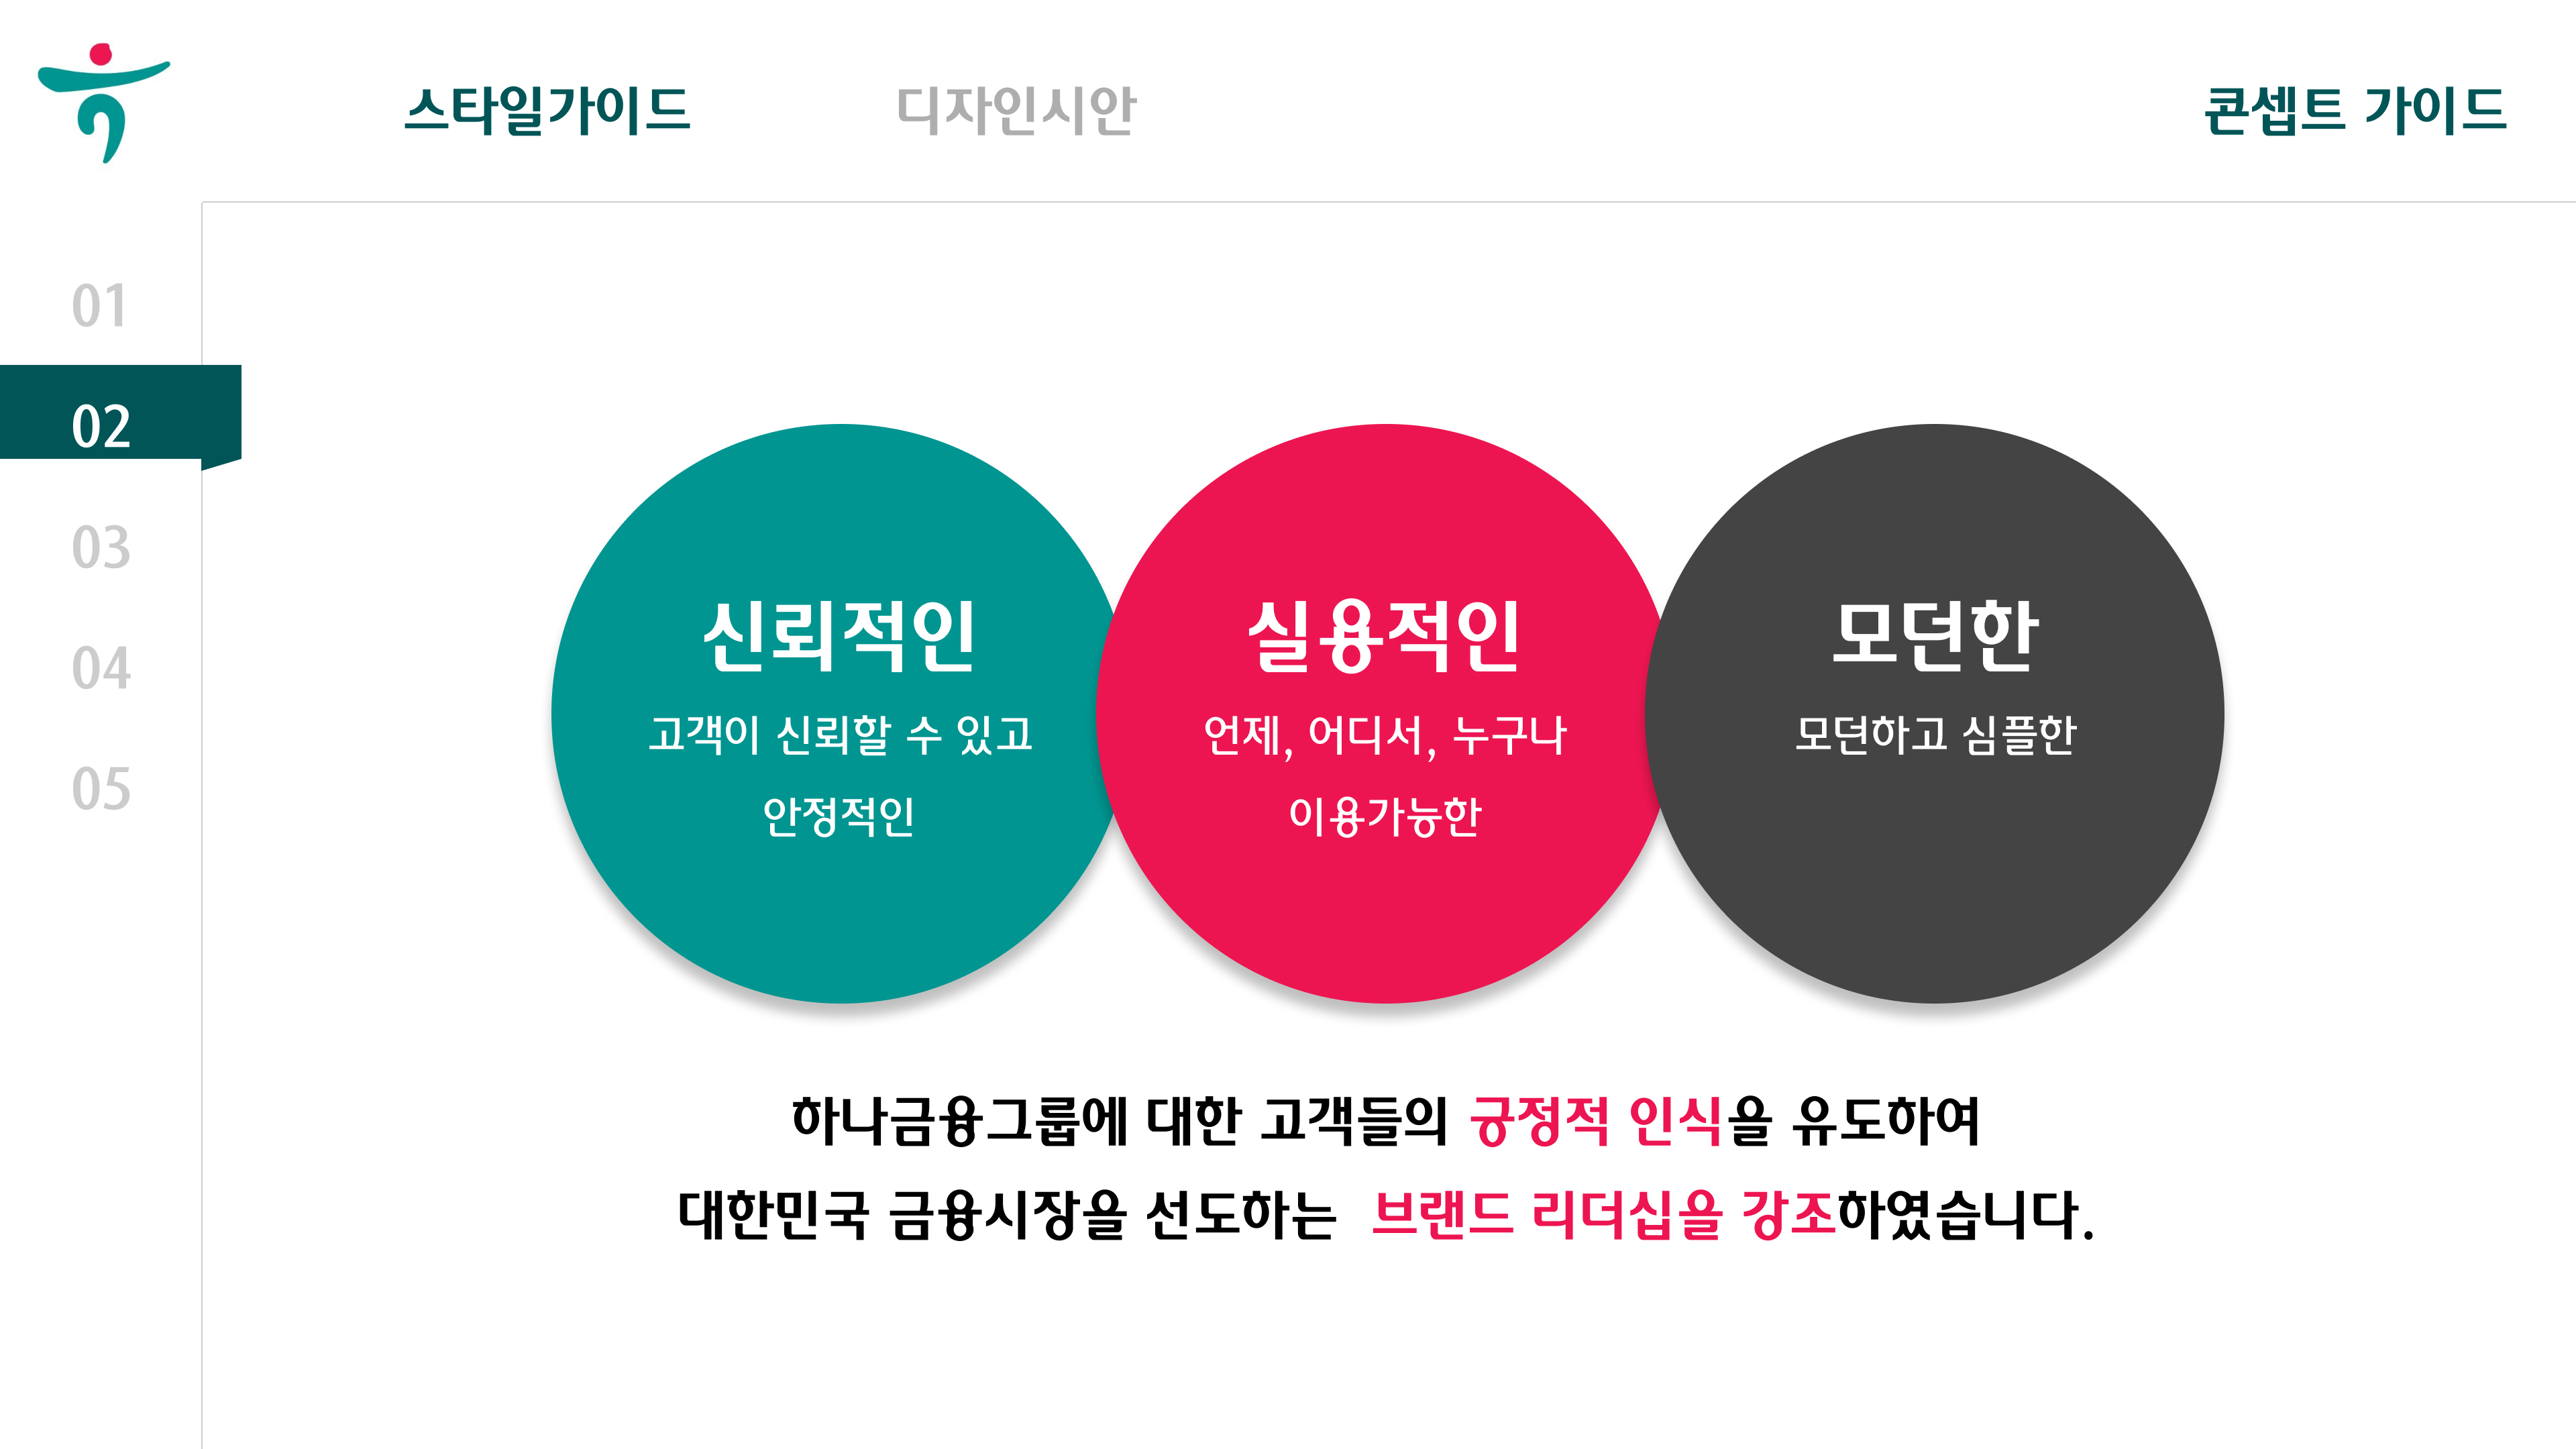 스타일가이드
디자인시안
콘셉트 가이드
01
02
03
04
05
신뢰적인
고객이 신뢰할 수 있고
안정적인
실용적인
언제, 어디서, 누구나
이용가능한
모던한
모던하고 심플한
하나금융그룹에 대한 고객들의 긍정적 인식을 유도하여
대한민국 금융시장을 선도하는 브랜드 리더십을 강조하였습니다.